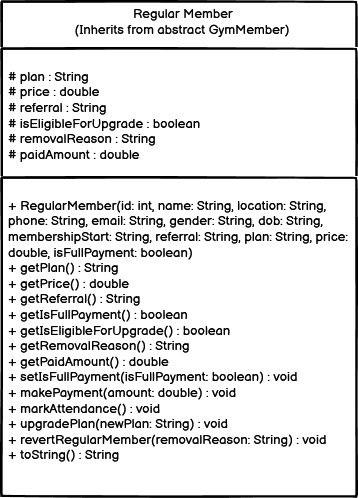 Regular Member
(Inherits from abstract GymMember)
# plan : String
# price : double
# referral : String
# isEligibleForUpgrade : boolean
# removalReason : String
# paidAmount : double
+ RegularMember(id: int, name: String, location: String,
phone: String, email: String, gender: String, dob: String,
membershipStart: String, referral: String, plan: String, price:
double, isFullPayment: boolean)
+ getPlan() : String
+ getPrice() : double
+ getReferral() : String
+ getIsFullPayment() : boolean
+ getIsEligibleForUpgrade() : boolean
+ getRemovalReason() : String
+ getPaidAmount() : double
+ setIsFullPayment(isFullPayment: boolean) : void
+ makePayment(amount: double) : void
+ markAttendance() : void
+ upgradePlan(newPlan: String) : void
+ revertRegularMember(removalReason: String) : void
+ toString() : String